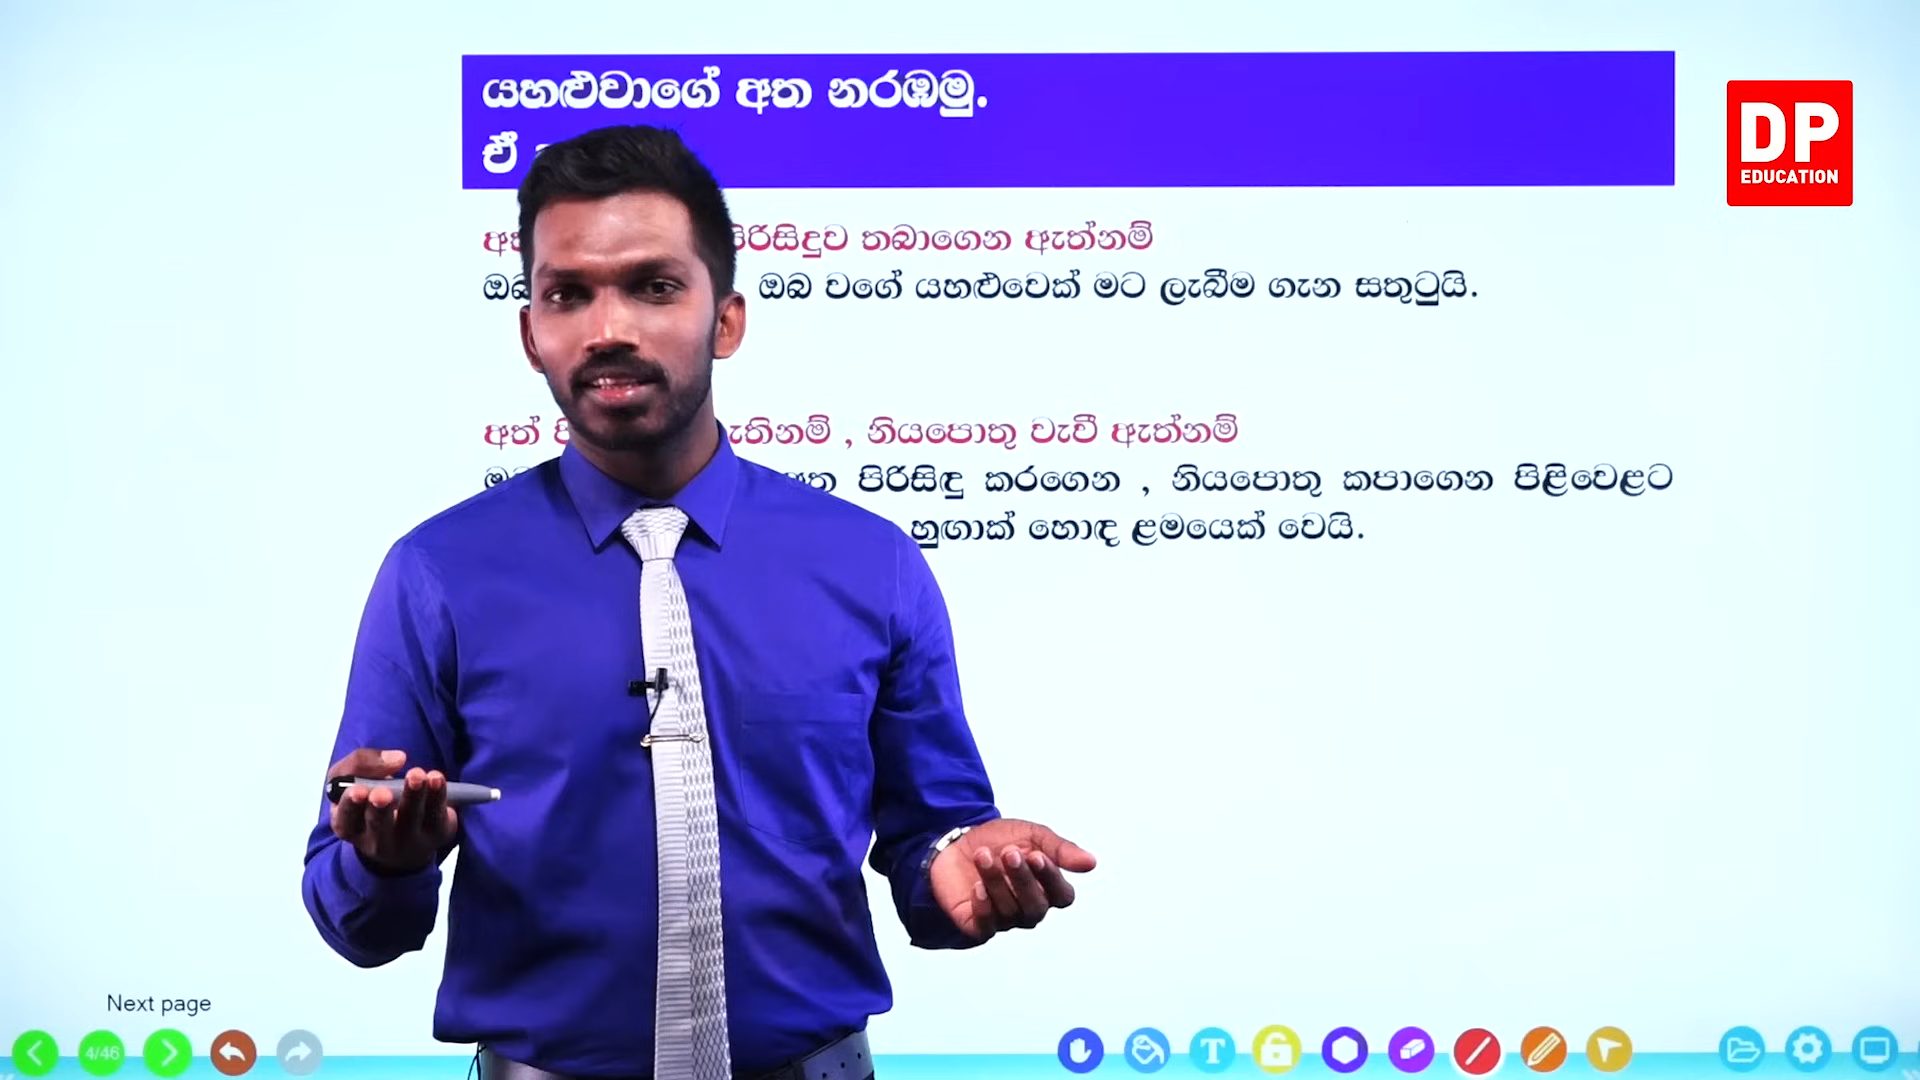 යහළුවාගේ අත නරඹමු.
ඒ
DP
EDUCATION
තබාගෙන ඇත්නම්
ඔබ වගේ යහළුවෙක් මට ලැබීම ගැන සතුටුයි.
අත් , නියපොතු වැවී ඇත්නම්
පිරිසිඳු කරගෙන , නියපොතු කපාගෙන පිළිවෙළට
හුඟාක් හොඳ ළමයෙක් වෙයි.
Next page
4/46
T